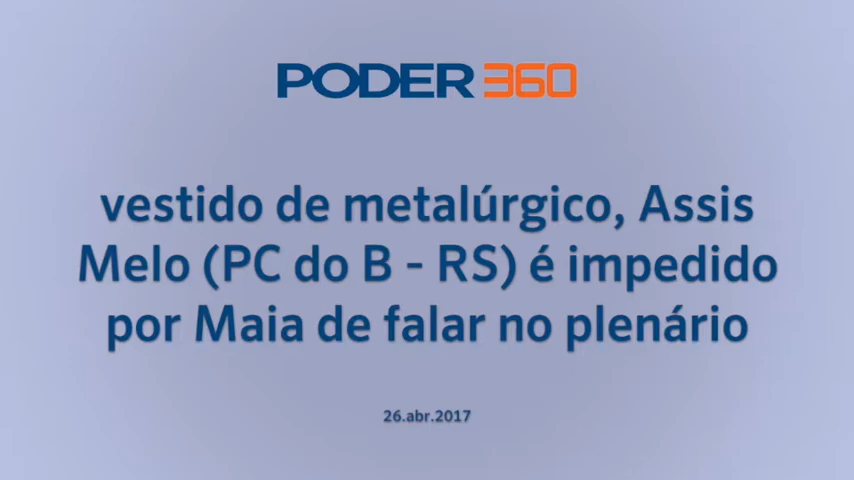 PODER 360
vestido de metalúrgico, Assis
Melo (PC do B - RS) é impedido
por Maia de falar no plenário
26.abr.2017